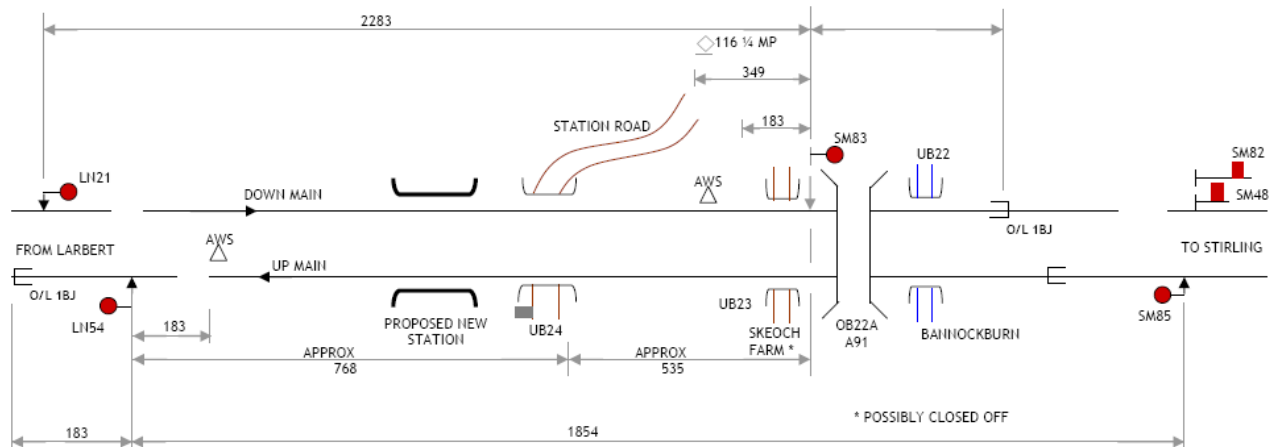 2283
116 ¼ MP
349
STATION ROAD
183
SM83
UB22
SM82
LN21
AWS
SM48
DOWN MAIN
AWS
O/L 1BJ
FROM LARBERT
TO STIRLING
UP MAIN
O/L 1BJ
LN54
UB23
SM85
183
PROPOSED NEW
STATION
UB24
SKEOCH
FARM *
OB22A
A91
BANNOCKBURN
APPROX
768
APPROX
535
* POSSIBLY CLOSED OFF
183
1854